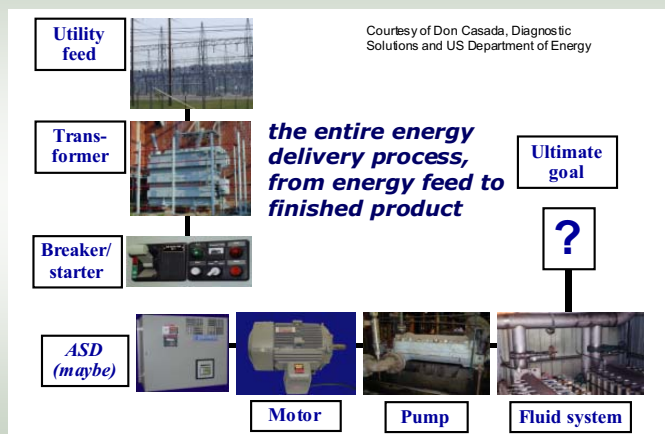 Utility
feed
Courtesy of Don Casada, Diagnostic
Solutions and US Department of Energy
Trans-
former
the entire energy
delivery process,
from energy feed to
finished product
Ultimate
goal
?
Breaker/
starter
ASD
(maybe)
Motor
Pump
Fluid system